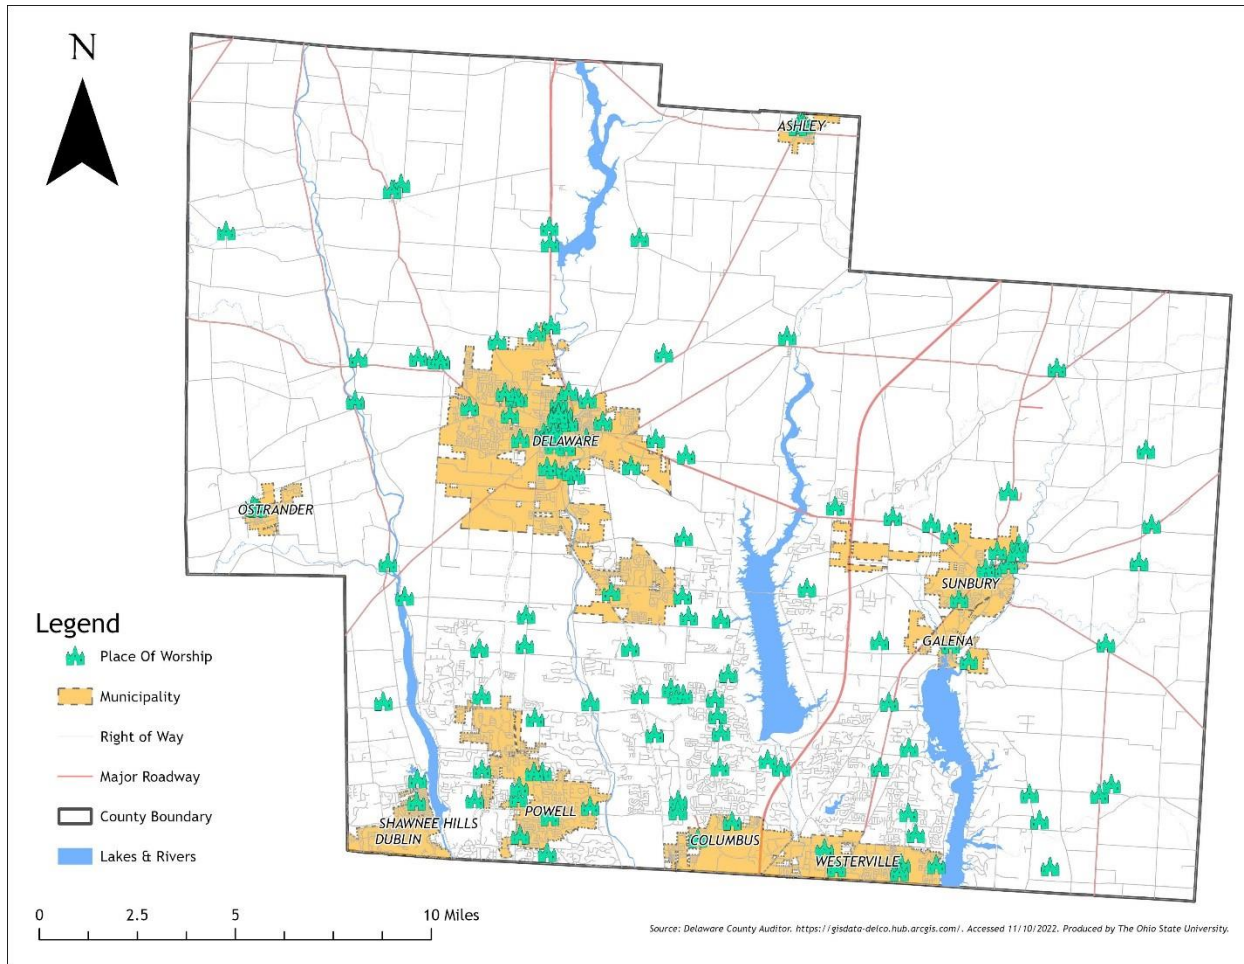 N
ASHLEY
DELAWARE
OSTRANDER
SUNBURY
GALENA
Legend
Place Of Worship
Municipality
Right of Way
Major Roadway
County Boundary
Lakes & Rivers
SHAWNEE HILLS
DUBLIN
POWELL
COLUMBUS
WESTERVILLE
0 2.5 5 10 Miles
Source: Delaware County Auditor. https://gisdata-delco.hub.arcgis.com/. Accessed 11/10/2022. Produced by The Ohio State University.